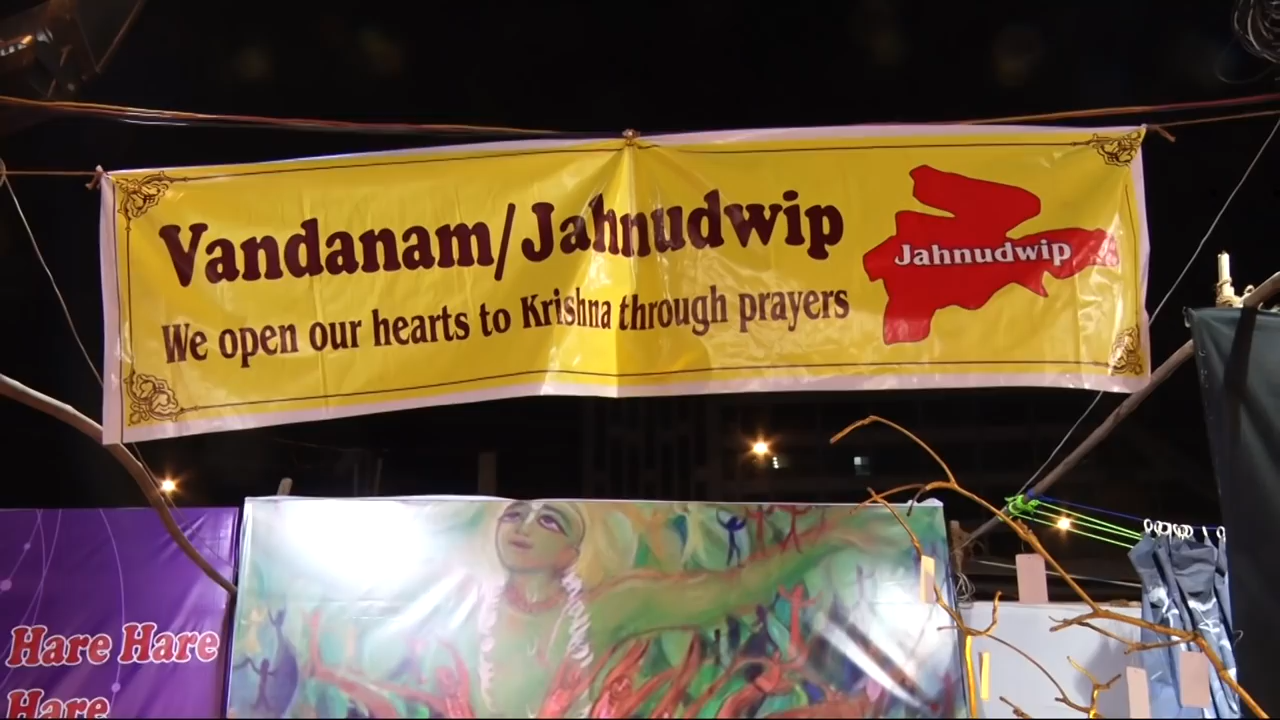 Vandanam/Jahnudwip
We open our hearts to Krishna through prayers
Jahnudwip
Hare Hare
Hare